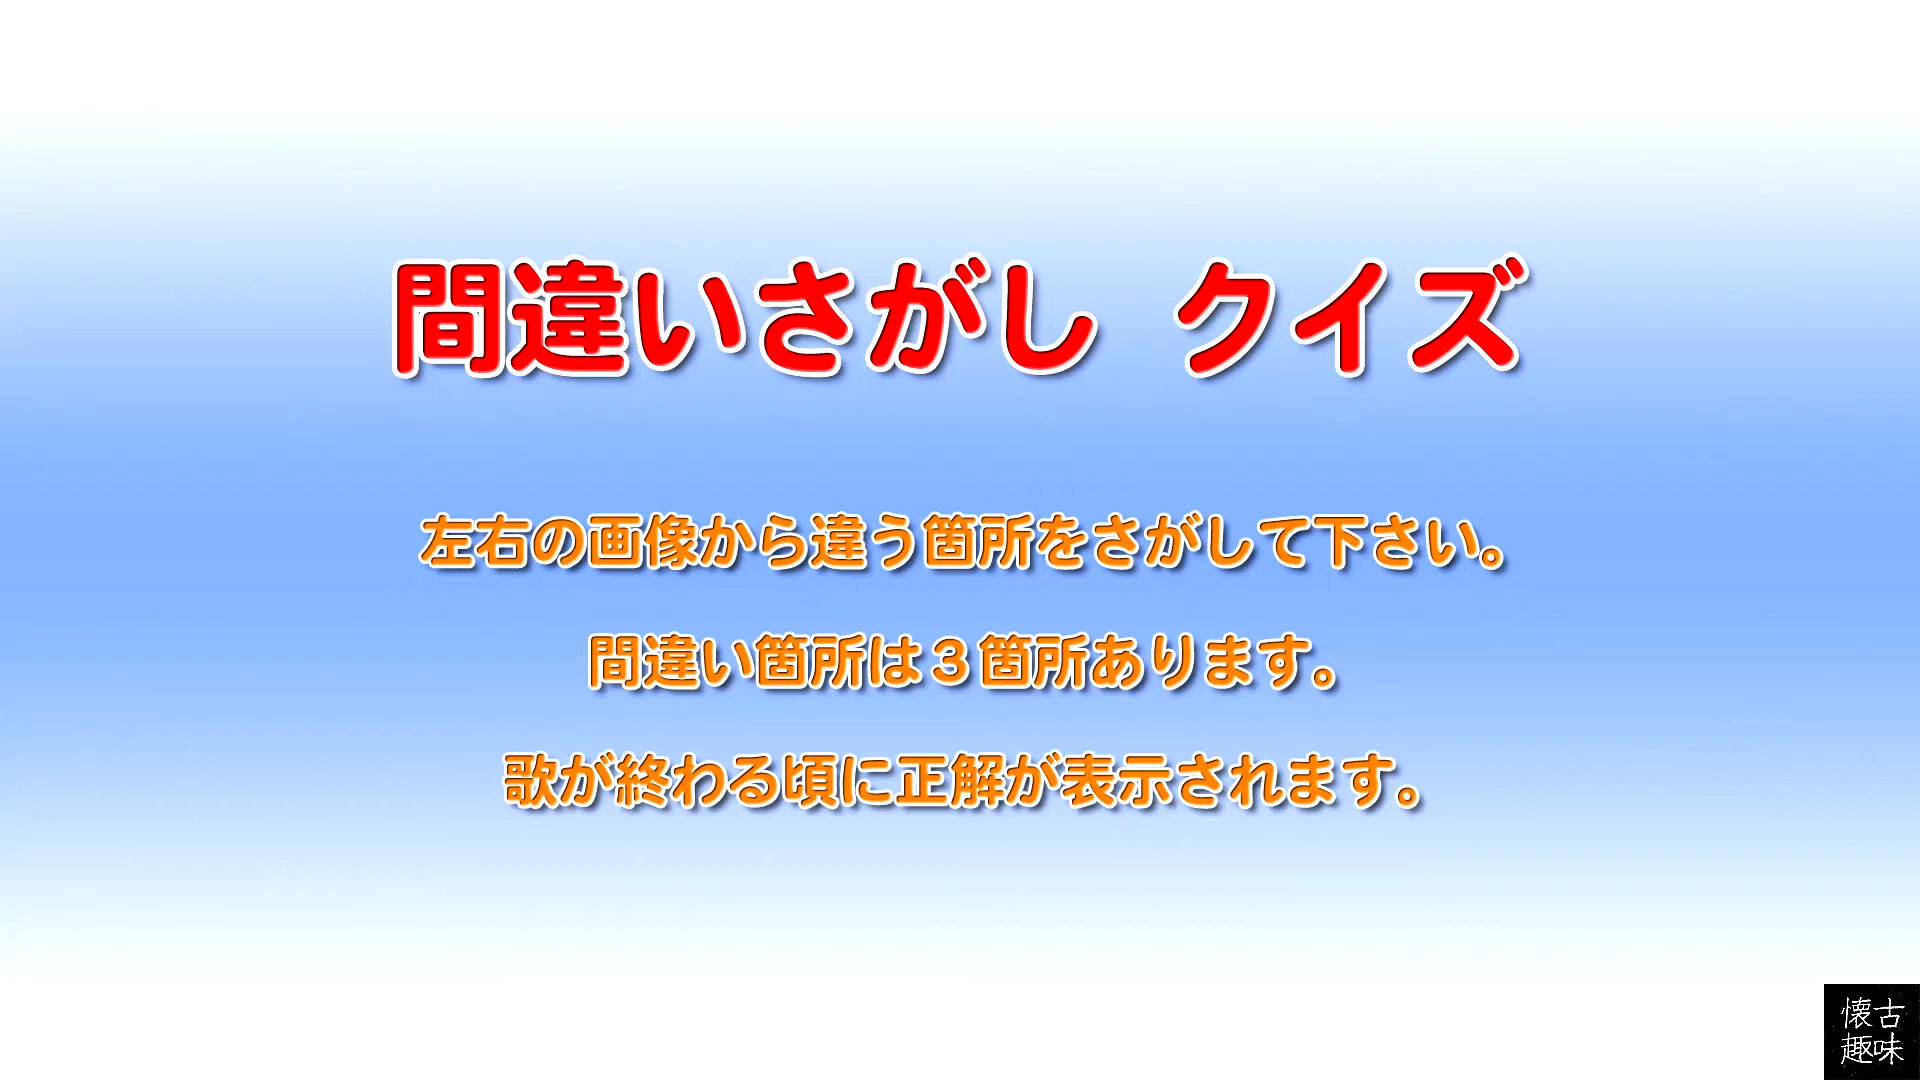 間違いさがし クイズ
左右の画像から違う箇所をさがして下さい。
間違い箇所は３箇所あります。
歌が終わる頃に正解が表示されます。
懐古
趣味